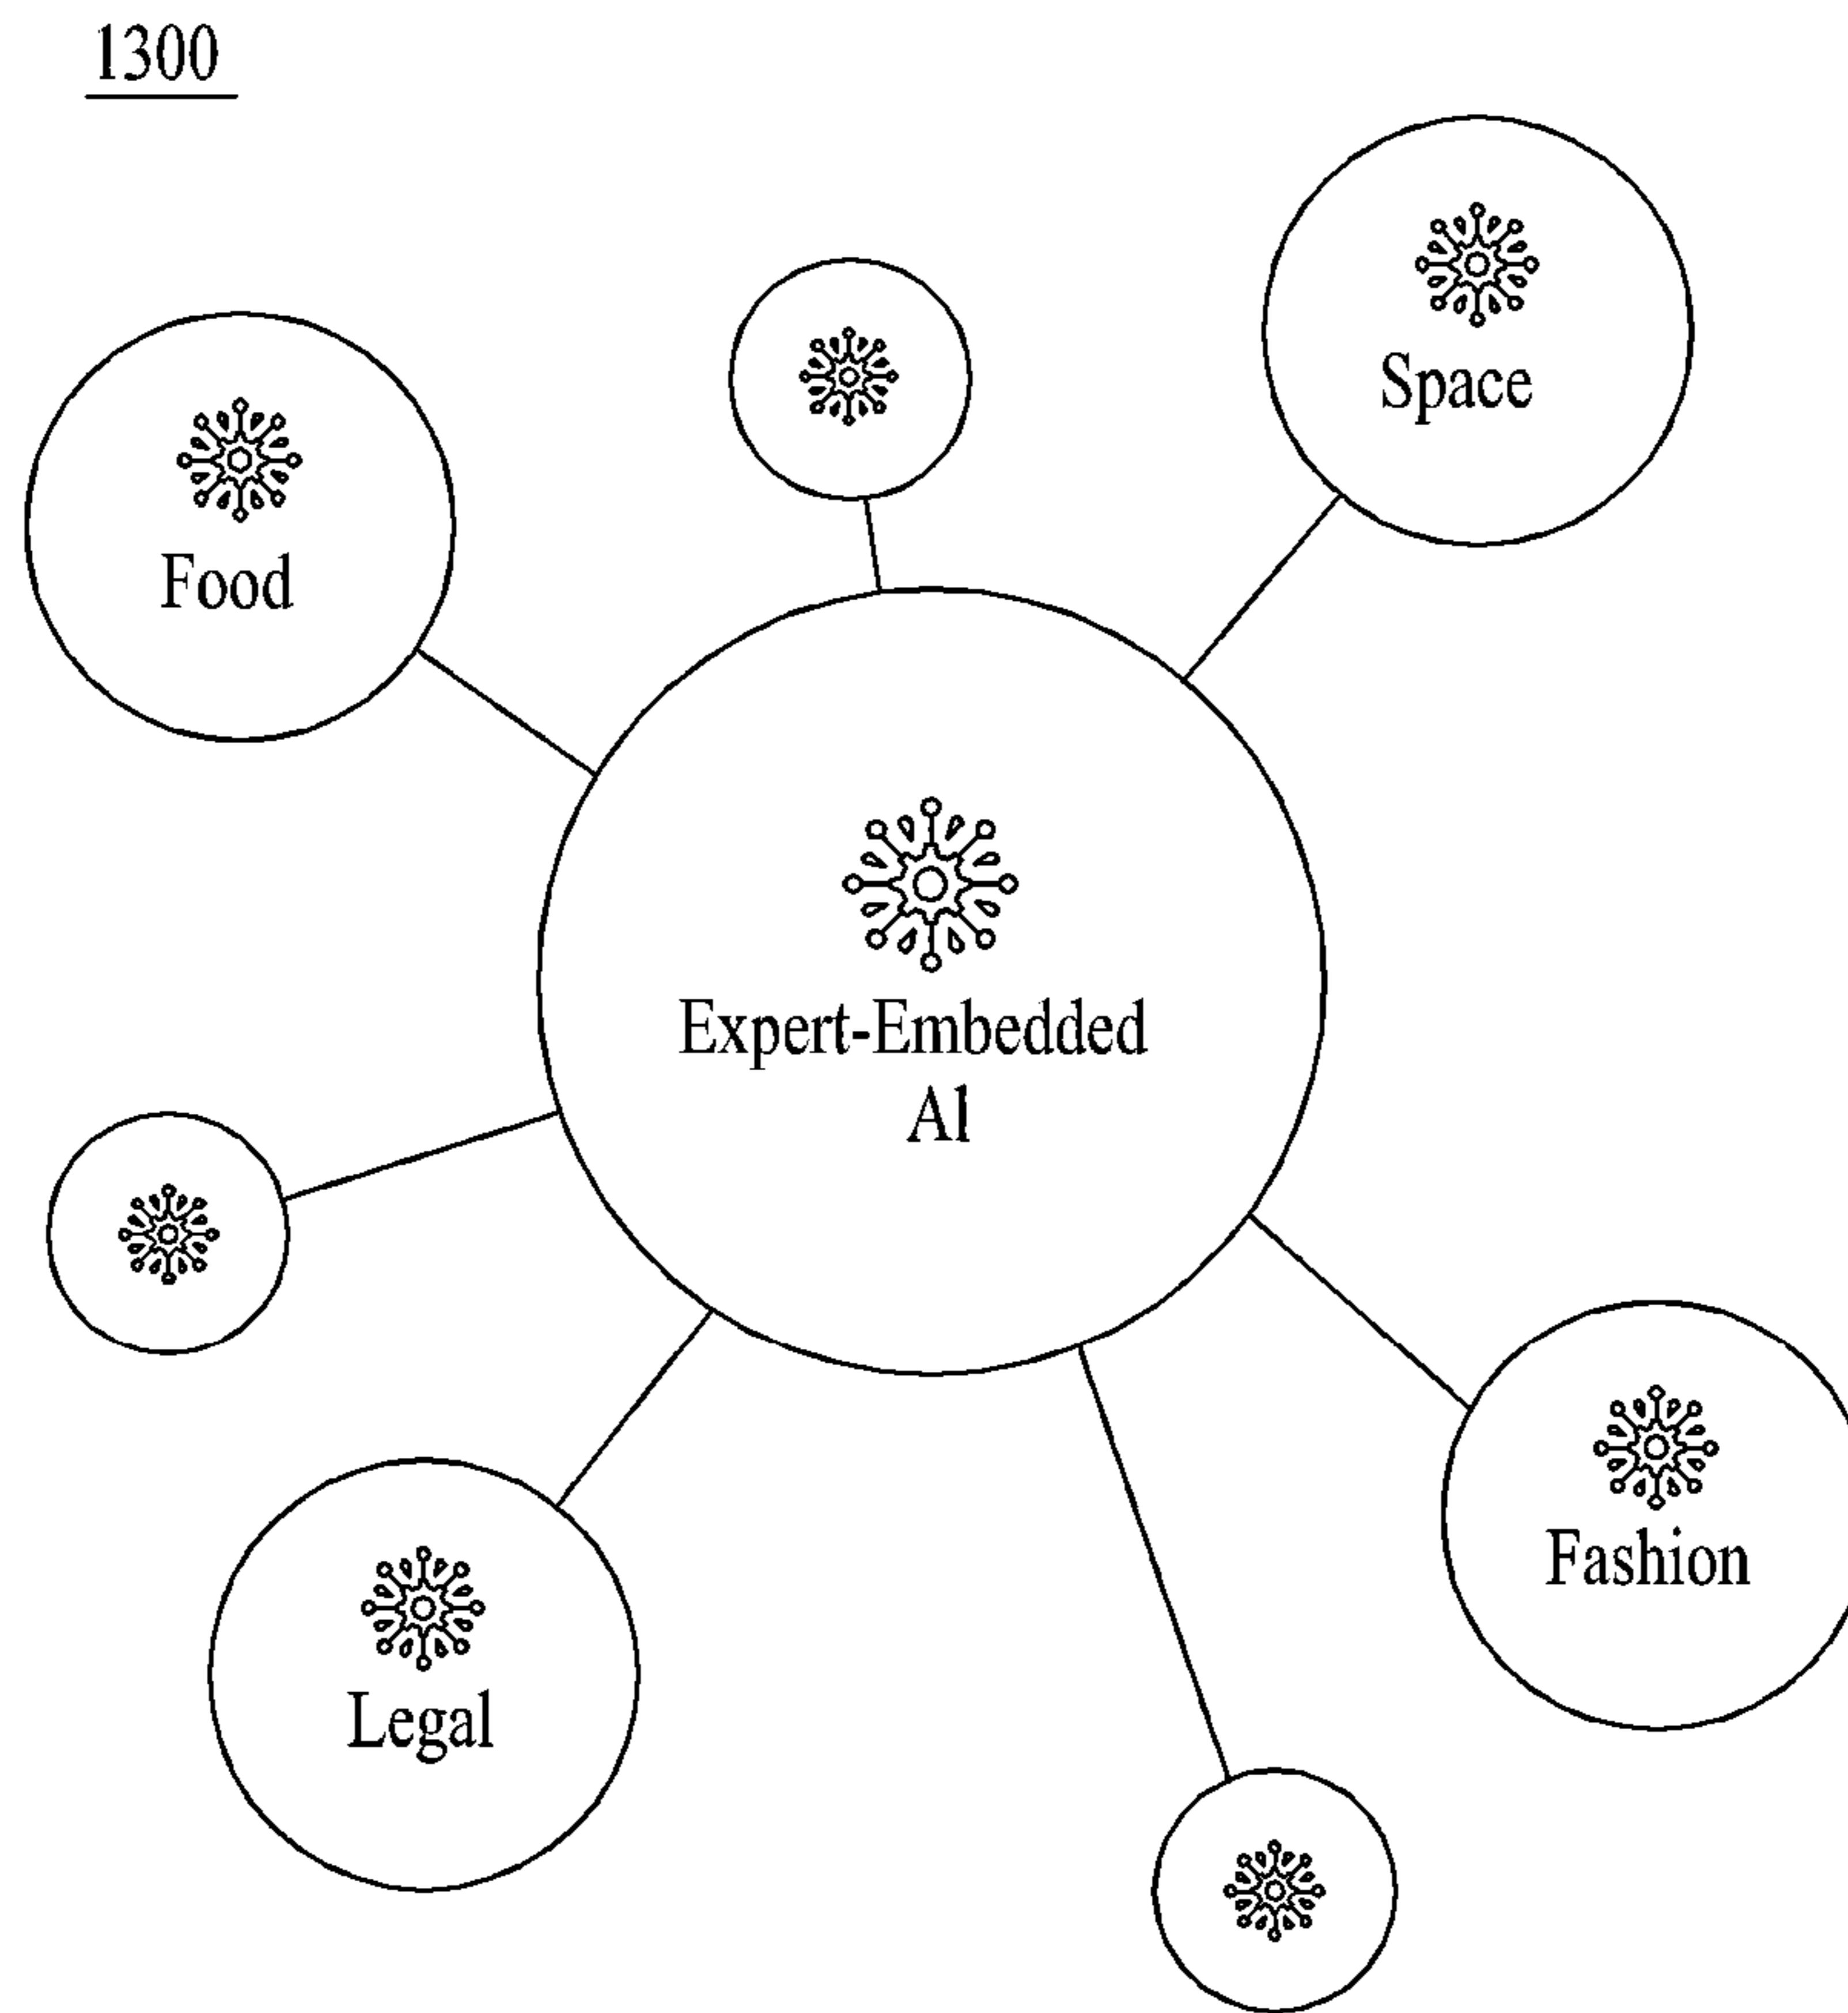 1300
Space
Food
Expert-Embedded
AI
Fashion
Legal